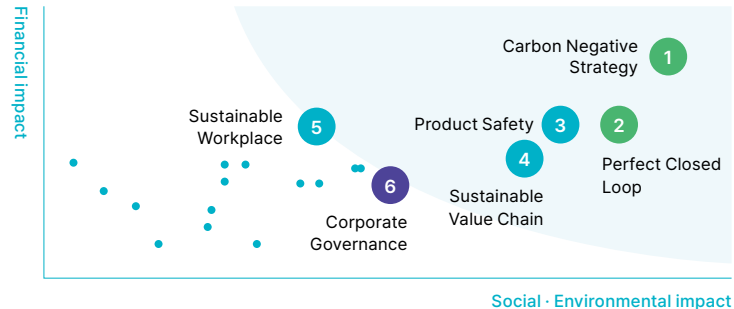 Financial impact
Carbon Negative
Strategy
1
Sustainable
Workplace
5
Product Safety
3
2
4
Perfect Closed
Loop
6
Sustainable
Value Chain
Corporate
Governance
Social · Environmental impact